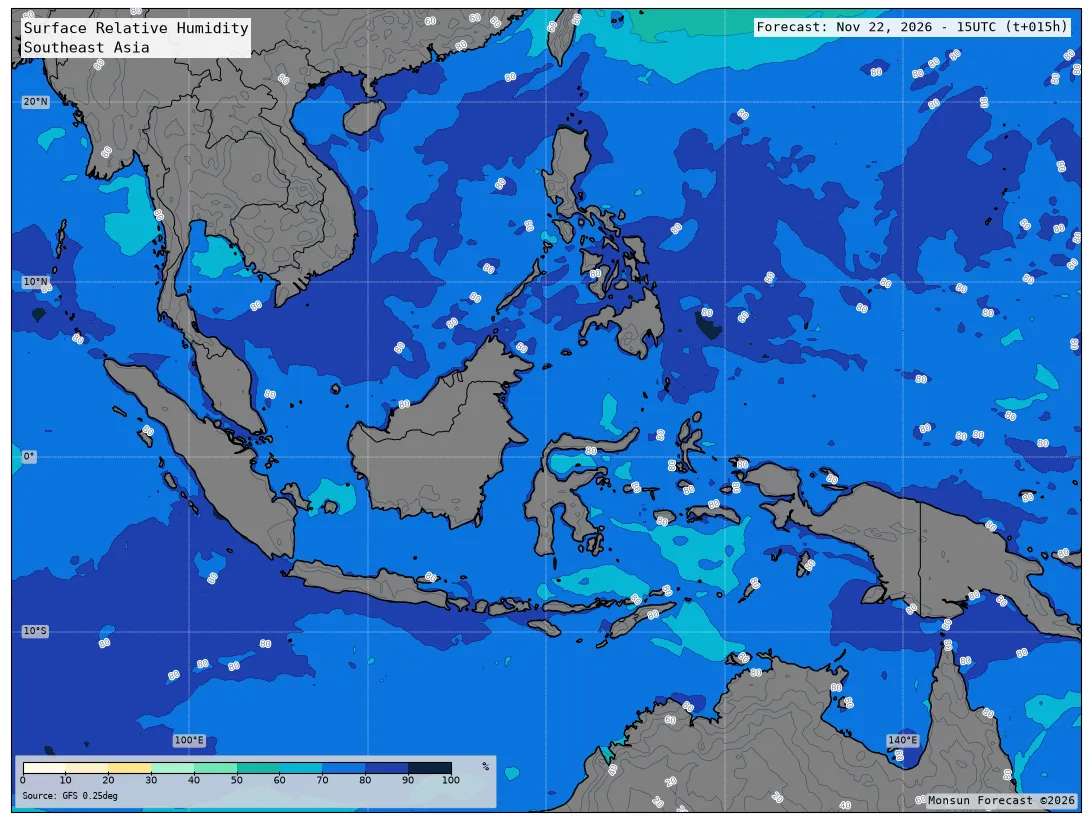 Surface Relative Humidity
Southeast Asia
Forecast: Nov 22, 2026 - 15UTC (t+015h)
20°N
10°N
0°
10°S
100°E
140°E
%
0 10 20 30 40 50 60 70 80 90 100
Source: GFS 0.25deg
Monsun Forecast ©2026